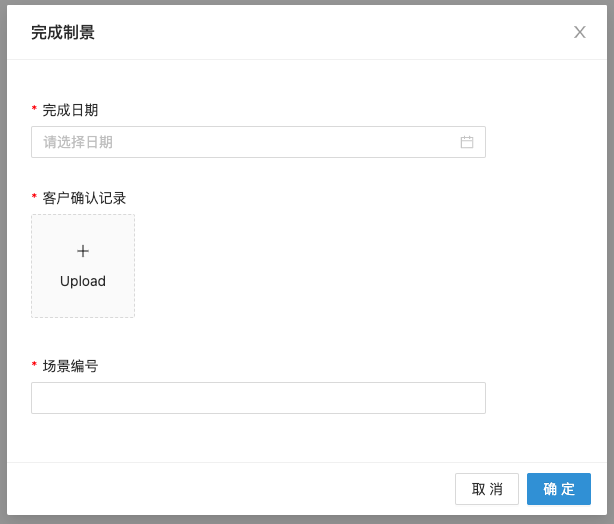 完成制景
X
* 完成日期
请选择日期
* 客户确认记录
+
Upload
* 场景编号
取 消
确 定